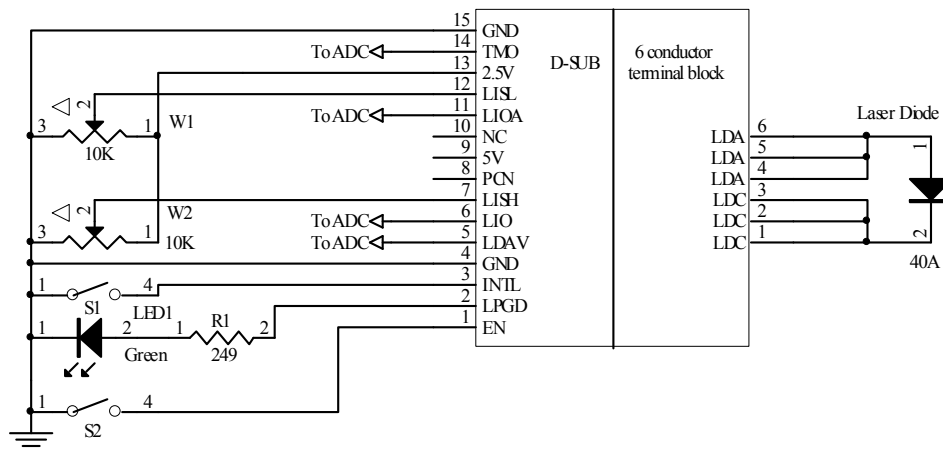 15 GND
To ADC 14 TMO
13 2.5V
12 LISL
To ADC 11 LIOA
10 NC
9 5V
8 PCN
7 LISH
To ADC 6 LIO
To ADC 5 LDAV
4 GND
3 INTL
2 LPGD
1 EN
D-SUB
6 conductor
terminal block
LDA 6
LDA 5
LDA 4
LDC 3
LDC 2
LDC 1
Laser Diode
1
2
40A
2
3 1 W1
10K
2
3 1 W2
10K
1 4
S1 LED1
1 2 1 R1 2
Green 249
1 4
S2